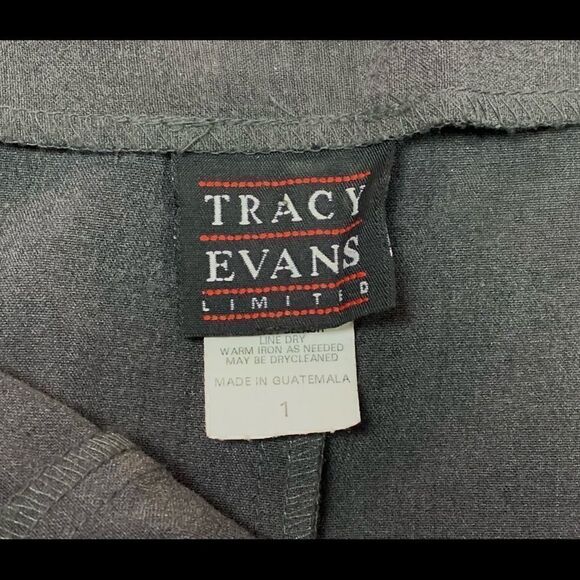 TRACY
EVANS
LIMITED
LINE DRY
WARM IRON AS NEEDED
MAY BE DRYCLEANED
MADE IN GUATEMALA
1